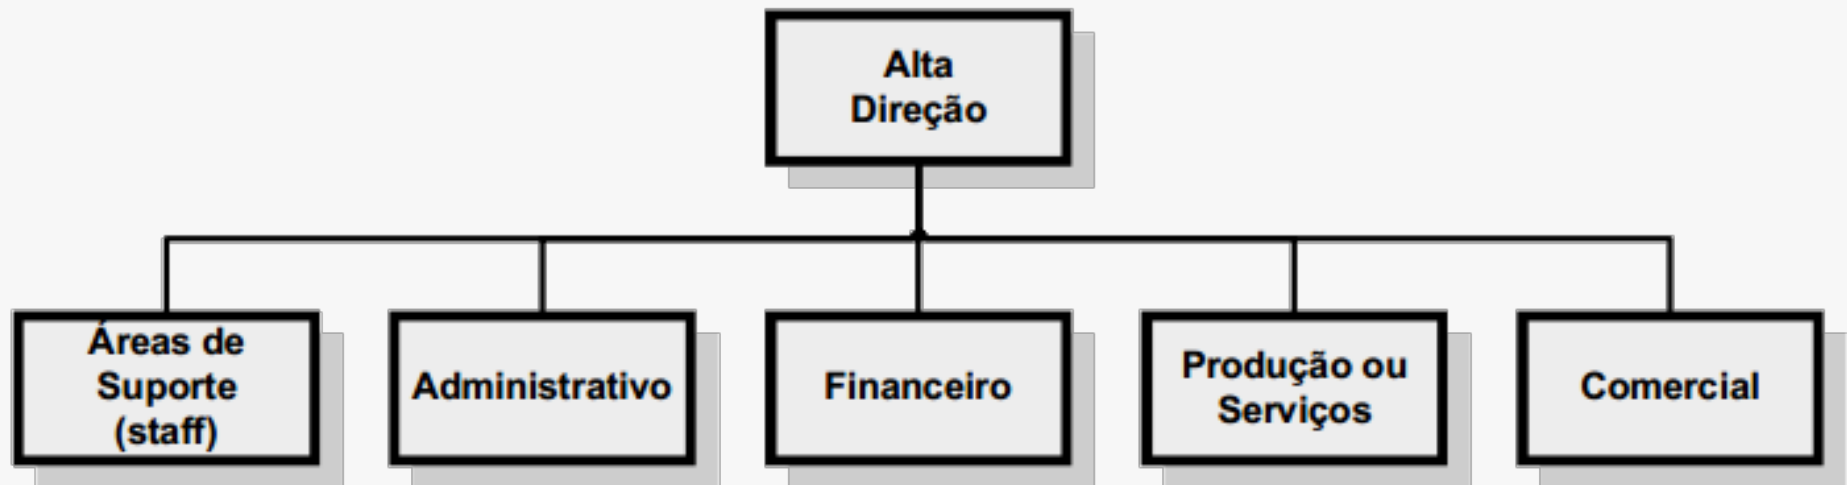 Alta
Direção
Áreas de
Suporte
(staff)
Administrativo
Financeiro
Produção ou
Serviços
Comercial